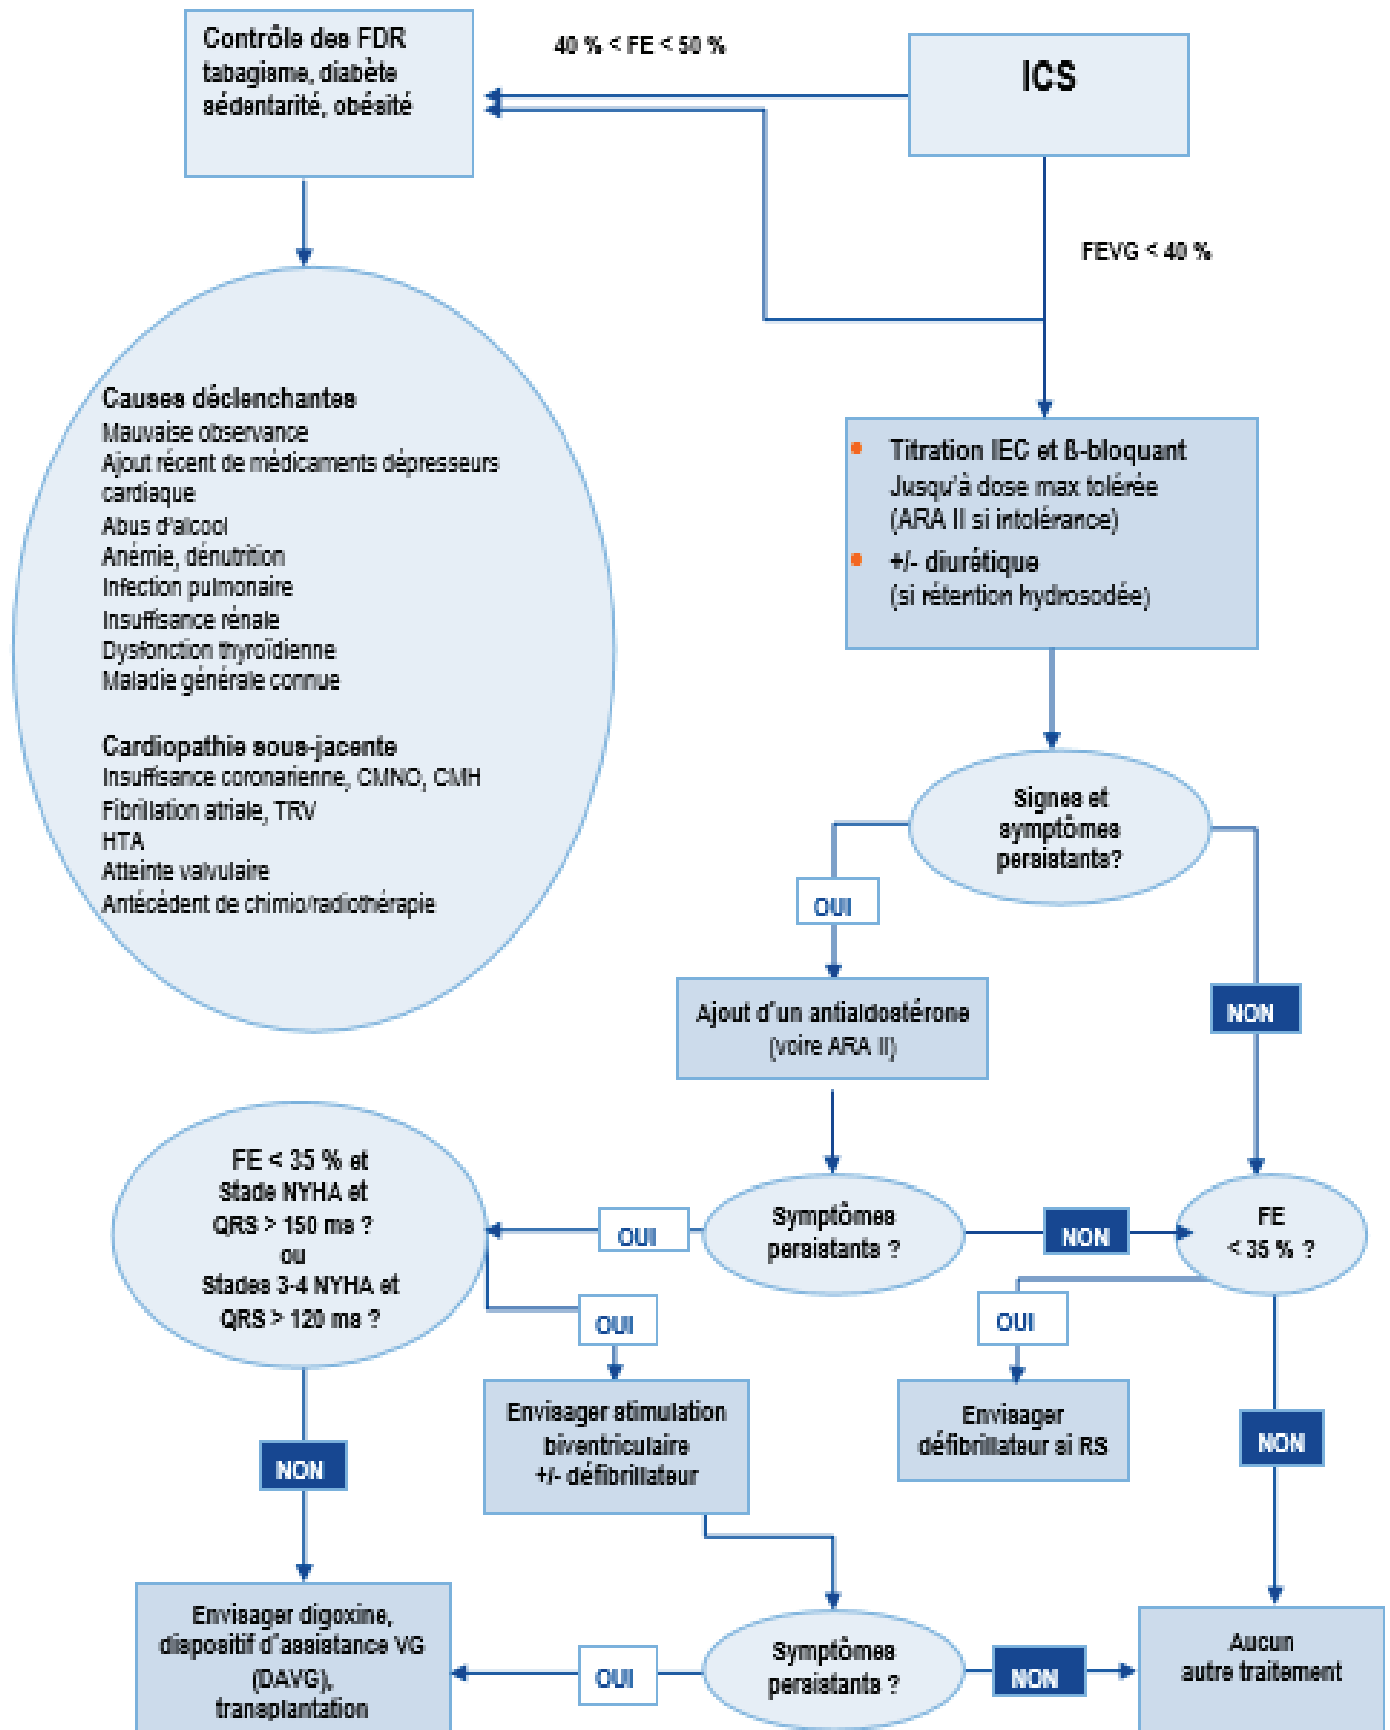 Contrôle des FDR
tabagisme, diabète
sédentarité, obésité
40 % < FE < 50 %
ICS
FEVG < 40 %
Causes déclenchantes
Mauvaise observance
Ajout récent de médicaments dépresseurs
cardiaque
Abus d'alcool
Anémie, dénutrition
Infection pulmonaire
Insuffisance rénale
Dysfonction thyroïdienne
Maladie générale connue
Cardiopathie sous-jacente
Insuffisance coronarienne, CMNO, CMH
Fibrillation atriale, TRV
HTA
Atteinte valvulaire
Antécédent de chimio/radiothérapie
• Titration IEC et ß-bloquant
Jusqu'à dose max tolérée
(ARA II si intolérance)
• +/- diurétique
(si rétention hydrosodée)
Signes et
symptômes
persistants?
OUI
NON
Ajout d'un antialdostérone
(voire ARA II)
FE < 35 % et
Stade NYHA et
QRS > 150 ms ?
ou
Stades 3-4 NYHA et
QRS > 120 ms ?
OUI
Symptômes
persistants ?
NON
FE
< 35 % ?
OUI
OUI
Envisager stimulation
biventriculaire
+/- défibrillateur
Envisager
défibrillateur si RS
NON
NON
Envisager digoxine,
dispositif d'assistance VG
(DAVG),
transplantation
OUI
Symptômes
persistants ?
NON
Aucun
autre traitement